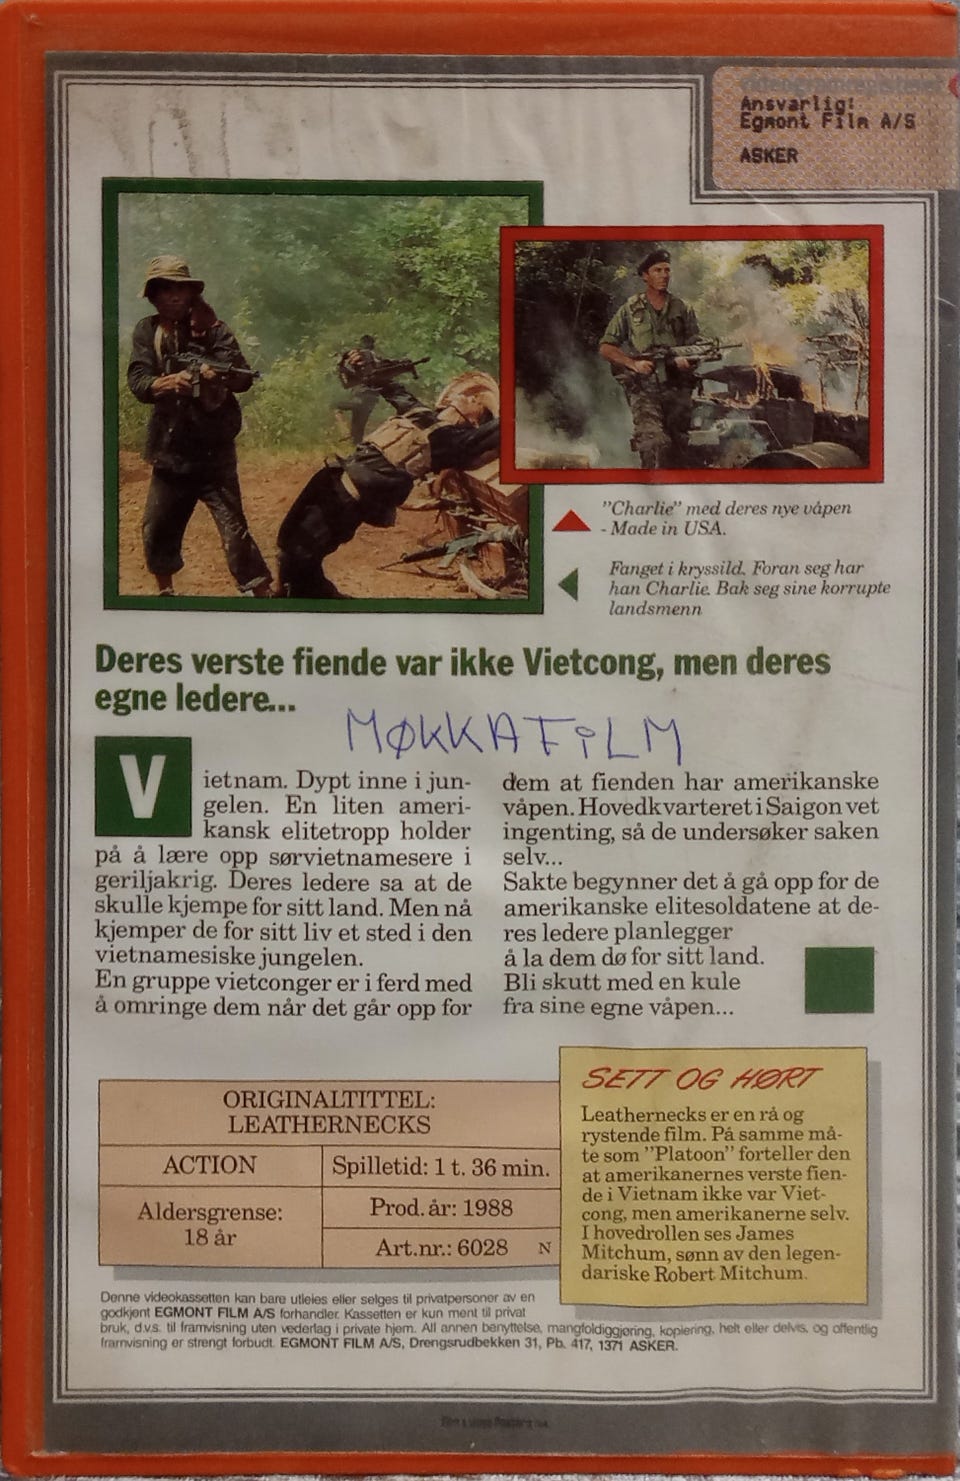 Ansvarlig:
Egmont Film A/S
ASKER
"Charlie" med deres nye våpen
- Made in USA.
Fanget i kryssild. Foran seg har
han Charlie. Bak seg sine korrupte
landsmenn
Deres verste fiende var ikke Vietcong, men deres
egne ledere...
MØKKAFiLM
Vietnam. Dypt inne i jun-
gelen. En liten ameri-
kansk elitetropp holder
på å lære opp sørvietnamesere i
geriljakrig. Deres ledere sa at de
skulle kjempe for sitt land. Men nå
kjemper de for sitt liv et sted i den
vietnamesiske jungelen.
En gruppe vietconger er i ferd med
å omringe dem når det går opp for
dem at fienden har amerikanske
våpen. Hovedkvarteret i Saigon vet
ingenting, så de undersøker saken
selv...
Sakte begynner det å gå opp for de
amerikanske elitesoldatene at de-
res ledere planlegger
å la dem dø for sitt land.
Bli skutt med en kule
fra sine egne våpen...
ORIGINALTITTEL:
LEATHERNECKS
ACTION
Spilletid: 1 t. 36 min.
Aldersgrense:
18 år
Prod. år: 1988
Art.nr.: 6028 N
SETT OG HØRT
Leathernecks er en rå og
rystende film. På samme må-
te som "Platoon" forteller den
at amerikanernes verste fien-
de i Vietnam ikke var Viet-
cong, men amerikanerne selv.
I hovedrollen ses James
Mitchum, sønn av den legen-
dariske Robert Mitchum.
Denne videokassetten kan bare utleies eller selges til privatpersoner av en
godkjent EGMONT FILM A/S forhandler. Kassetten er kun ment til privat
bruk, d.v.s. til framvisning uten vederlag i private hjem. All annen benyttelse, mangfoldiggjøring, kopiering, helt eller delvis, og offentlig
framvisning er strengt forbudt. EGMONT FILM A/S, Drengsrudbekken 31, Pb. 417, 1371 ASKER.